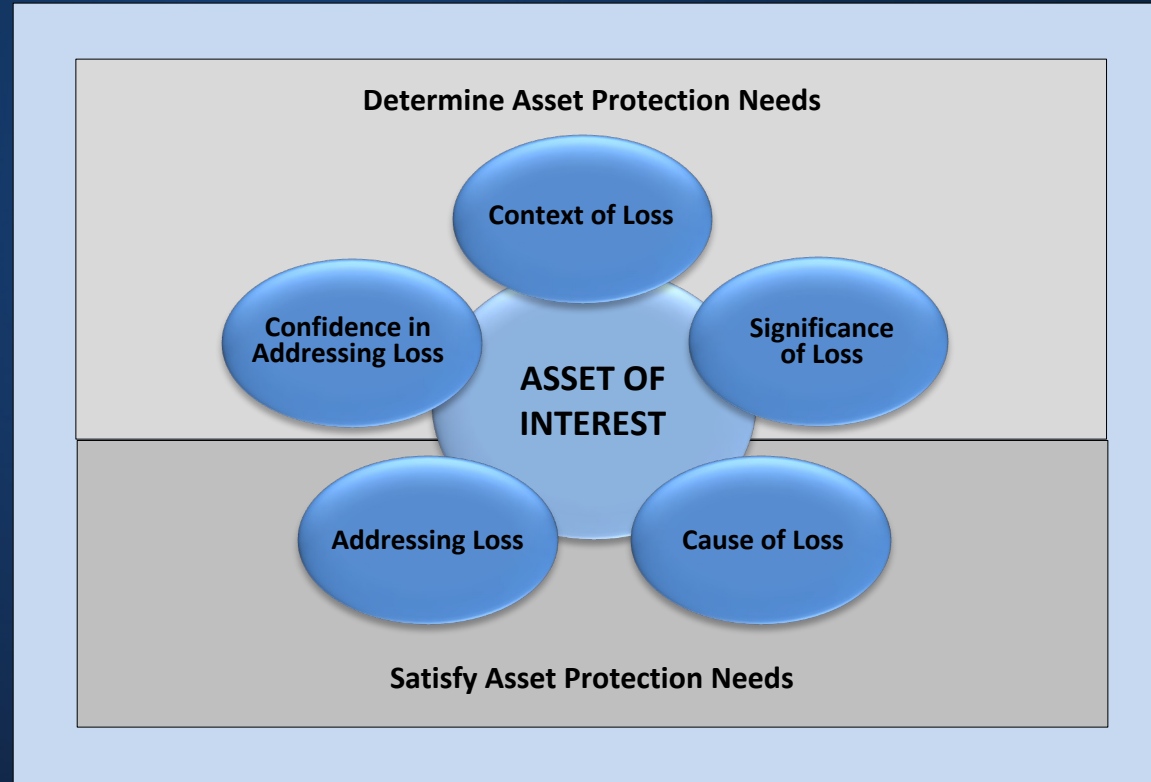 Determine Asset Protection Needs
Context of Loss
Confidence in
Addressing Loss
Significance
of Loss
ASSET OF
INTEREST
Addressing Loss
Cause of Loss
Satisfy Asset Protection Needs